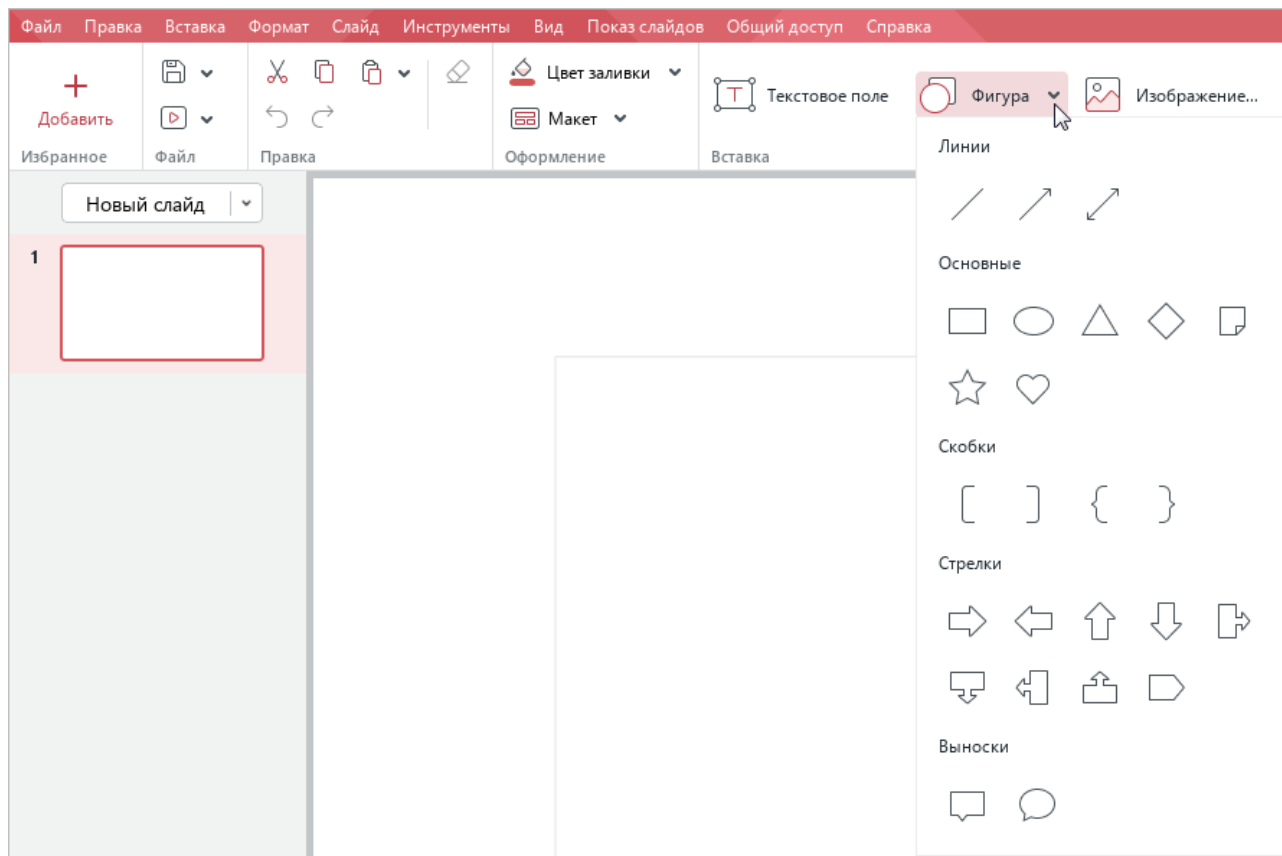 Файл Правка Вставка Формат Слайд Инструменты Вид Показ слайдов Общий доступ Справка
Добавить
Цвет заливки
Макет
Текстовое поле
Фигура
Изображение...
Избранное Файл Правка Оформление Вставка
Новый слайд
1
Линии
Основные
Скобки
Стрелки
Выноски